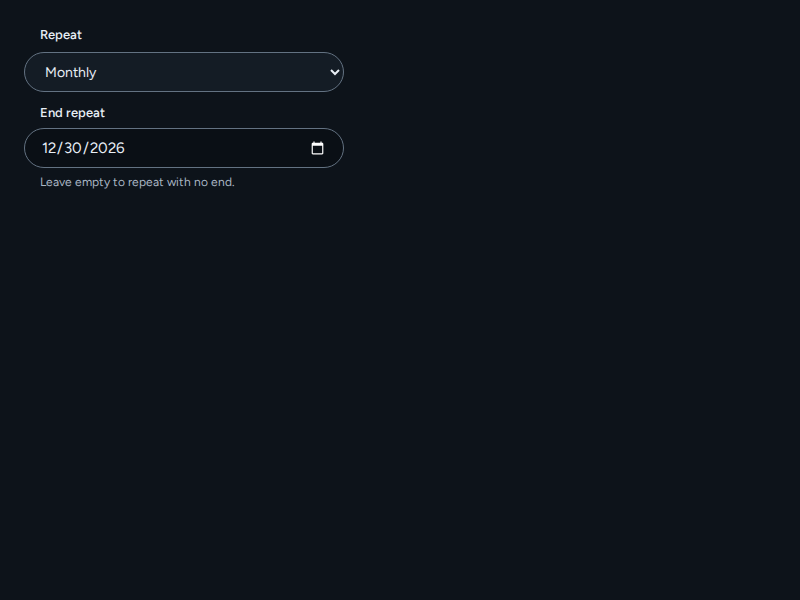 Repeat
Monthly
End repeat
12/30/2026
Leave empty to repeat with no end.